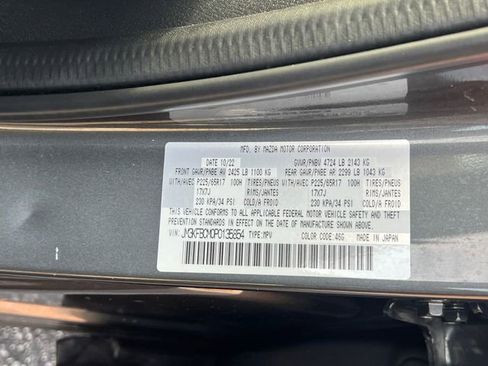 MFD. BY MAZDA MOTOR CORPORATION
DATE 10/22 GVWR/PNBV 4724 LB 2143 KG
FRONT GAWR/PNBE AV 2425 LB 1100 KG REAR GAWR/PNBE AR 2299 LB 1043 KG
WITH/AVEC P225/65R17 100H TIRES/PNEUS WITH/AVEC P225/65R17 100H TIRES/PNEUS
17X7J RIMS/JANTES 17X7J RIMS/JANTES
230 KPA/34 PSI COLD/A FROID 230 KPA/34 PSI COLD/A FROID
THIS VEHICLE CONFORMS TO ALL APPLICABLE FEDERAL MOTOR VEHICLE SAFETY AND THEFT
PREVENTION STANDARDS IN EFFECT ON THE DATE OF MANUFACTURE SHOWN ABOVE.
V.I.N.: JM3KFBCM0P0135854 TYPE:MPV COLOR CODE:46G MADE IN JAPAN